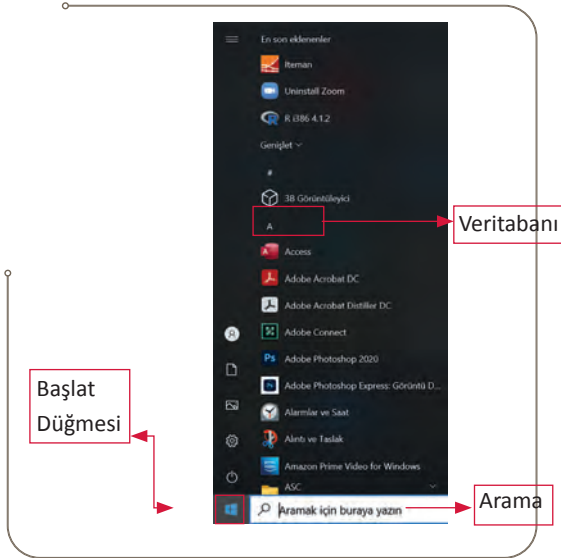 En son eklenenler
Iteman
Uninstall Zoom
R i386 4.1.2
Genişlet
#
3B Görüntüleyici
A
Veritabanı
Access
Adobe Acrobat DC
Adobe Acrobat Distiller DC
Adobe Connect
Ps Adobe Photoshop 2020
Adobe Photoshop Express: Görüntü D...
Alarmlar ve Saat
Alıntı ve Taslak
Amazon Prime Video for Windows
ASC
Başlat
Düğmesi
Aramak için buraya yazın
Arama